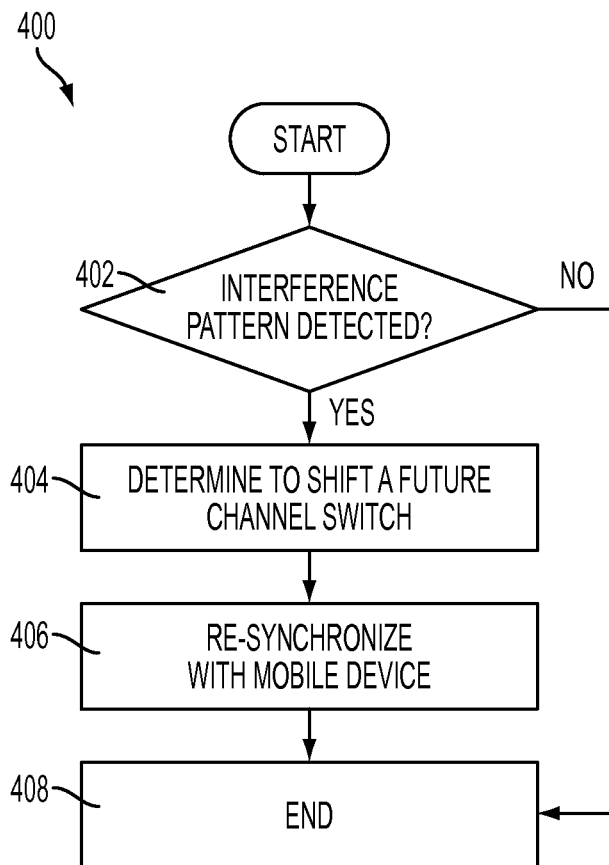 400
START
402
INTERFERENCE
PATTERN DETECTED?
NO
YES
404
DETERMINE TO SHIFT A FUTURE
CHANNEL SWITCH
406
RE-SYNCHRONIZE
WITH MOBILE DEVICE
408
END